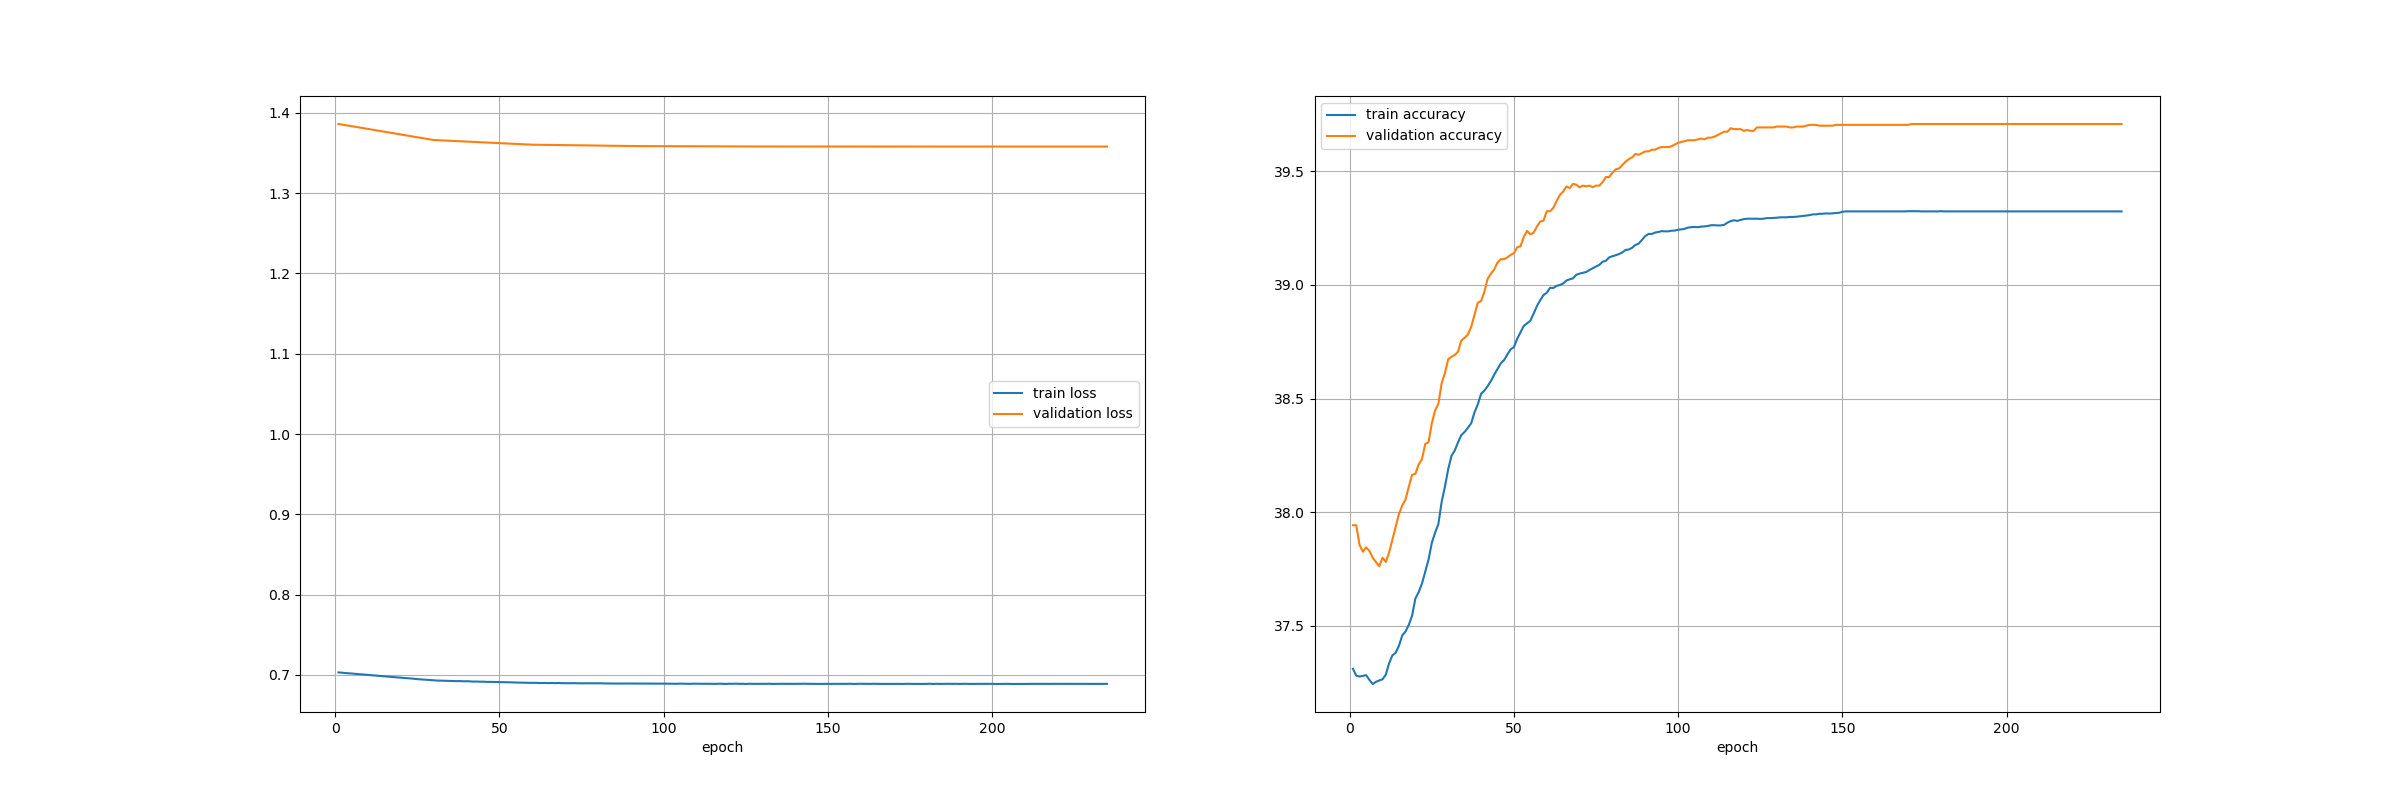 1.4
1.3
1.2
1.1
1.0
0.9
0.8
0.7
train loss
validation loss
0 50 100 150 200
epoch
train accuracy
validation accuracy
39.5
39.0
38.5
38.0
37.5
0 50 100 150 200
epoch